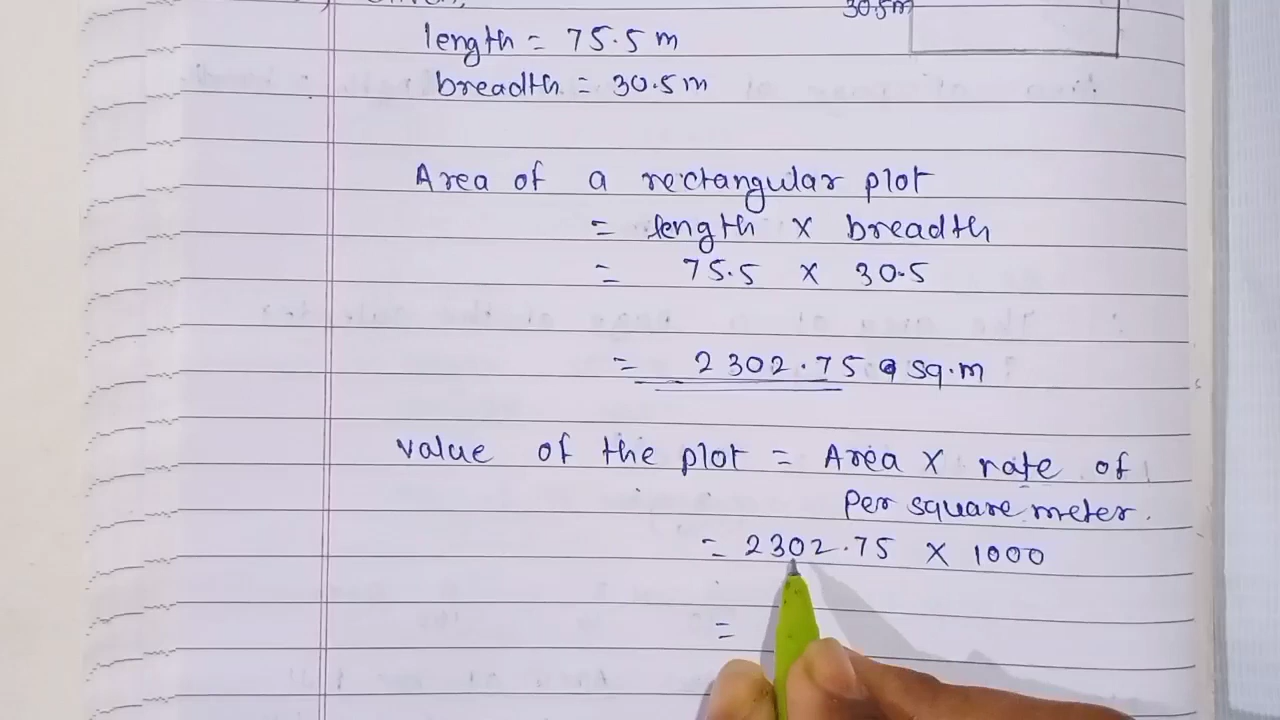 30.5m
length = 75.5 m
breadth = 30.5 m
Area of a rectangular plot
= length × breadth
= 75.5 × 30.5
= 2302.75 sq.m
value of the plot = Area × rate of
Per square meter.
= 2302.75 × 1000
=